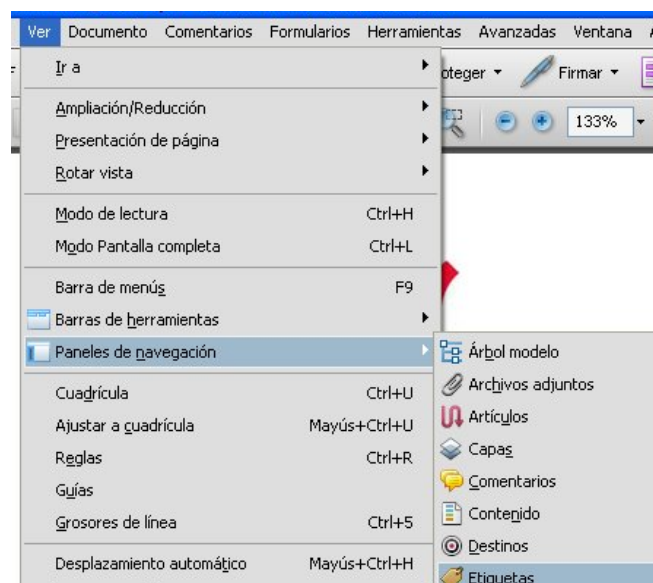 Ver Documento Comentarios Formularios Herramientas Avanzadas Ventana
Ir a
Firmar
133%
Ampliación/Reducción
Presentación de página
Rotar vista
Modo de lectura Ctrl+H
Modo Pantalla completa Ctrl+L
Barra de menús F9
Barras de herramientas
Paneles de navegación
Árbol modelo
Archivos adjuntos
Cuadrícula Ctrl+U
Artículos
Ajustar a cuadrícula Mayús+Ctrl+U
Capas
Reglas Ctrl+R
Comentarios
Guías
Contenido
Grosores de línea Ctrl+5
Destinos
Desplazamiento automático Mayús+Ctrl+H
Etiquetas